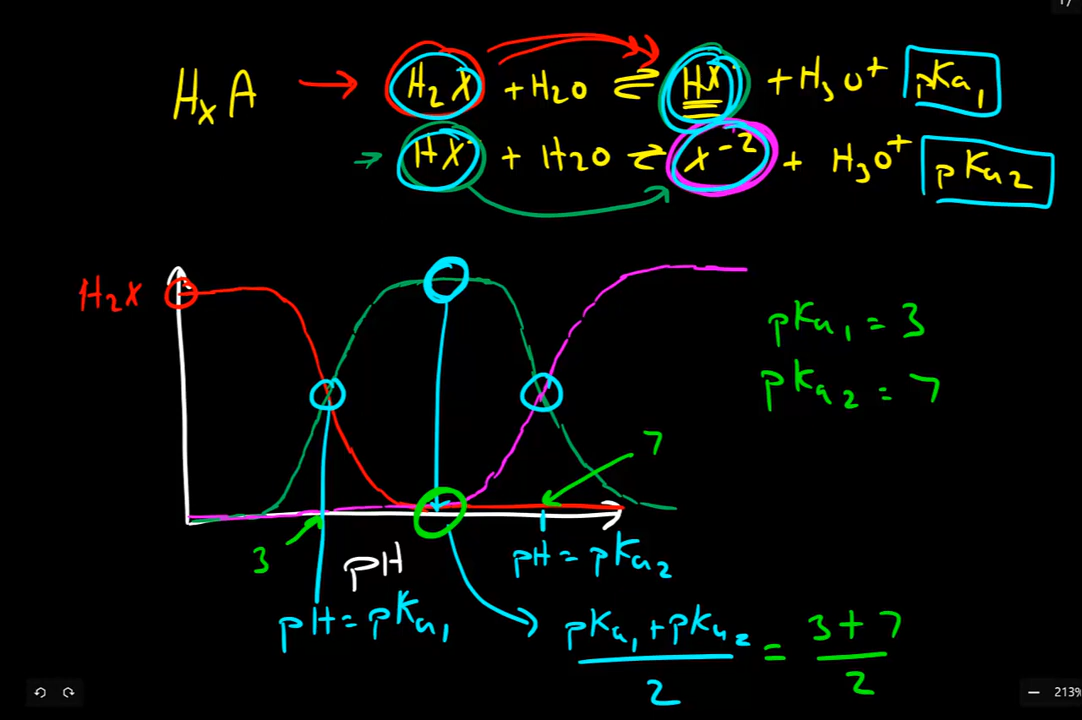 HₓA → H₂X + H₂O ⇌ HX⁻ + H₃O⁺ pKa₁
→ HX⁻ + H₂O ⇌ X⁻² + H₃O⁺ pKa₂
H₂X
pKa₁ = 3
pKa₂ = 7
7
3
pH
pH = pKa₂
pH = pKa₁
pKa₁ + pKa₂ / 2 = 3 + 7 / 2
213%